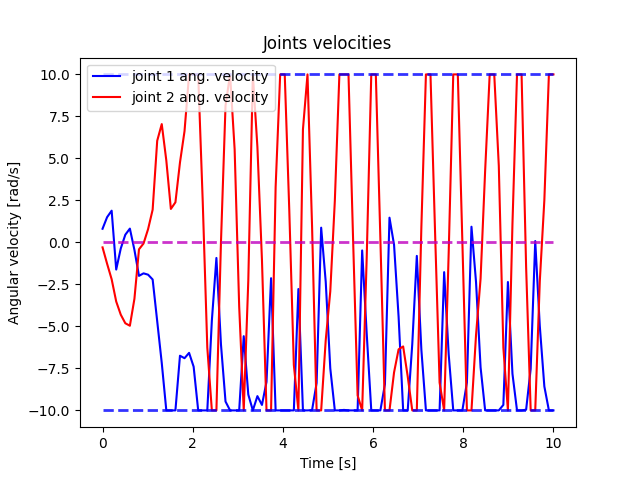 Joints velocities
joint 1 ang. velocity
joint 2 ang. velocity
Angular velocity [rad/s]
10.0
7.5
5.0
2.5
0.0
−2.5
−5.0
−7.5
−10.0
0 2 4 6 8 10
Time [s]